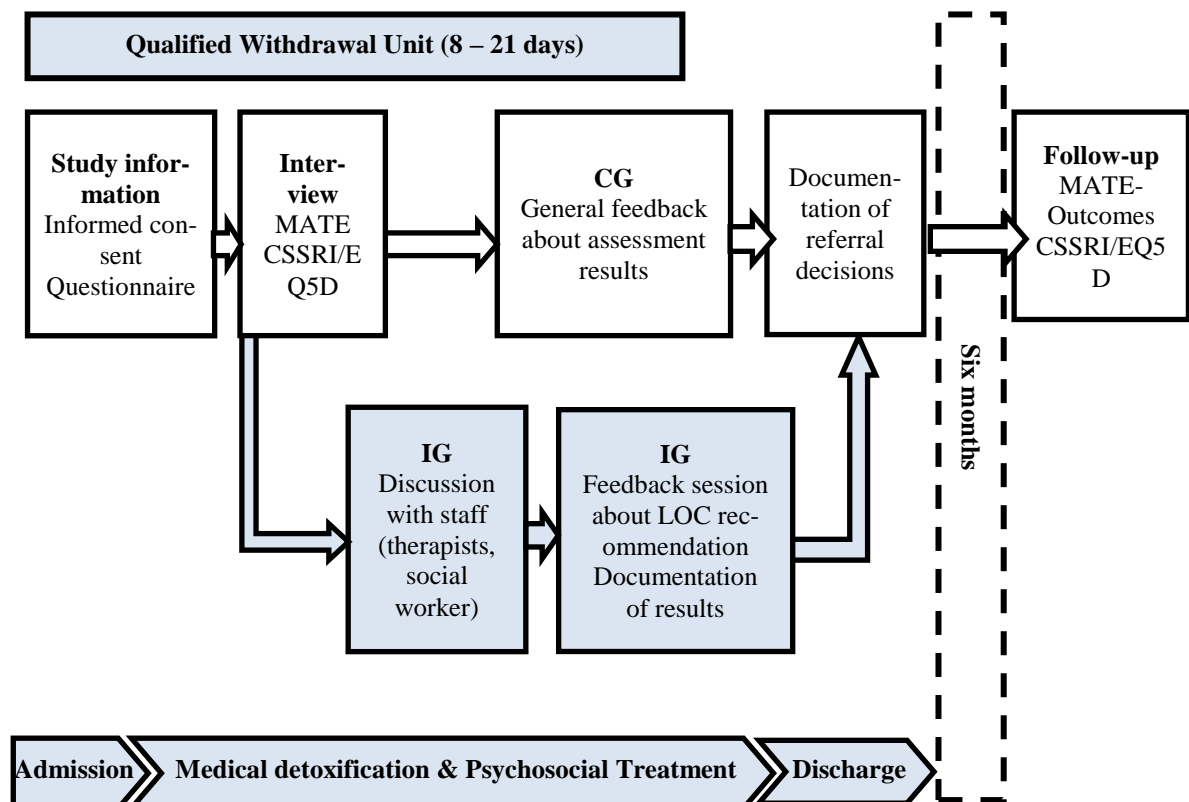 Qualified Withdrawal Unit (8 – 21 days)
Study infor-
mation
Informed con-
sent
Questionnaire
Inter-
view
MATE
CSSRI/E
Q5D
CG
General feedback
about assessment
results
Documen-
tation of
referral
decisions
Follow-up
MATE-
Outcomes
CSSRI/EQ5
D
Six months
IG
Discussion
with staff
(therapists,
social
worker)
IG
Feedback session
about LOC rec-
ommendation
Documentation
of results
Admission
Medical detoxification & Psychosocial Treatment
Discharge